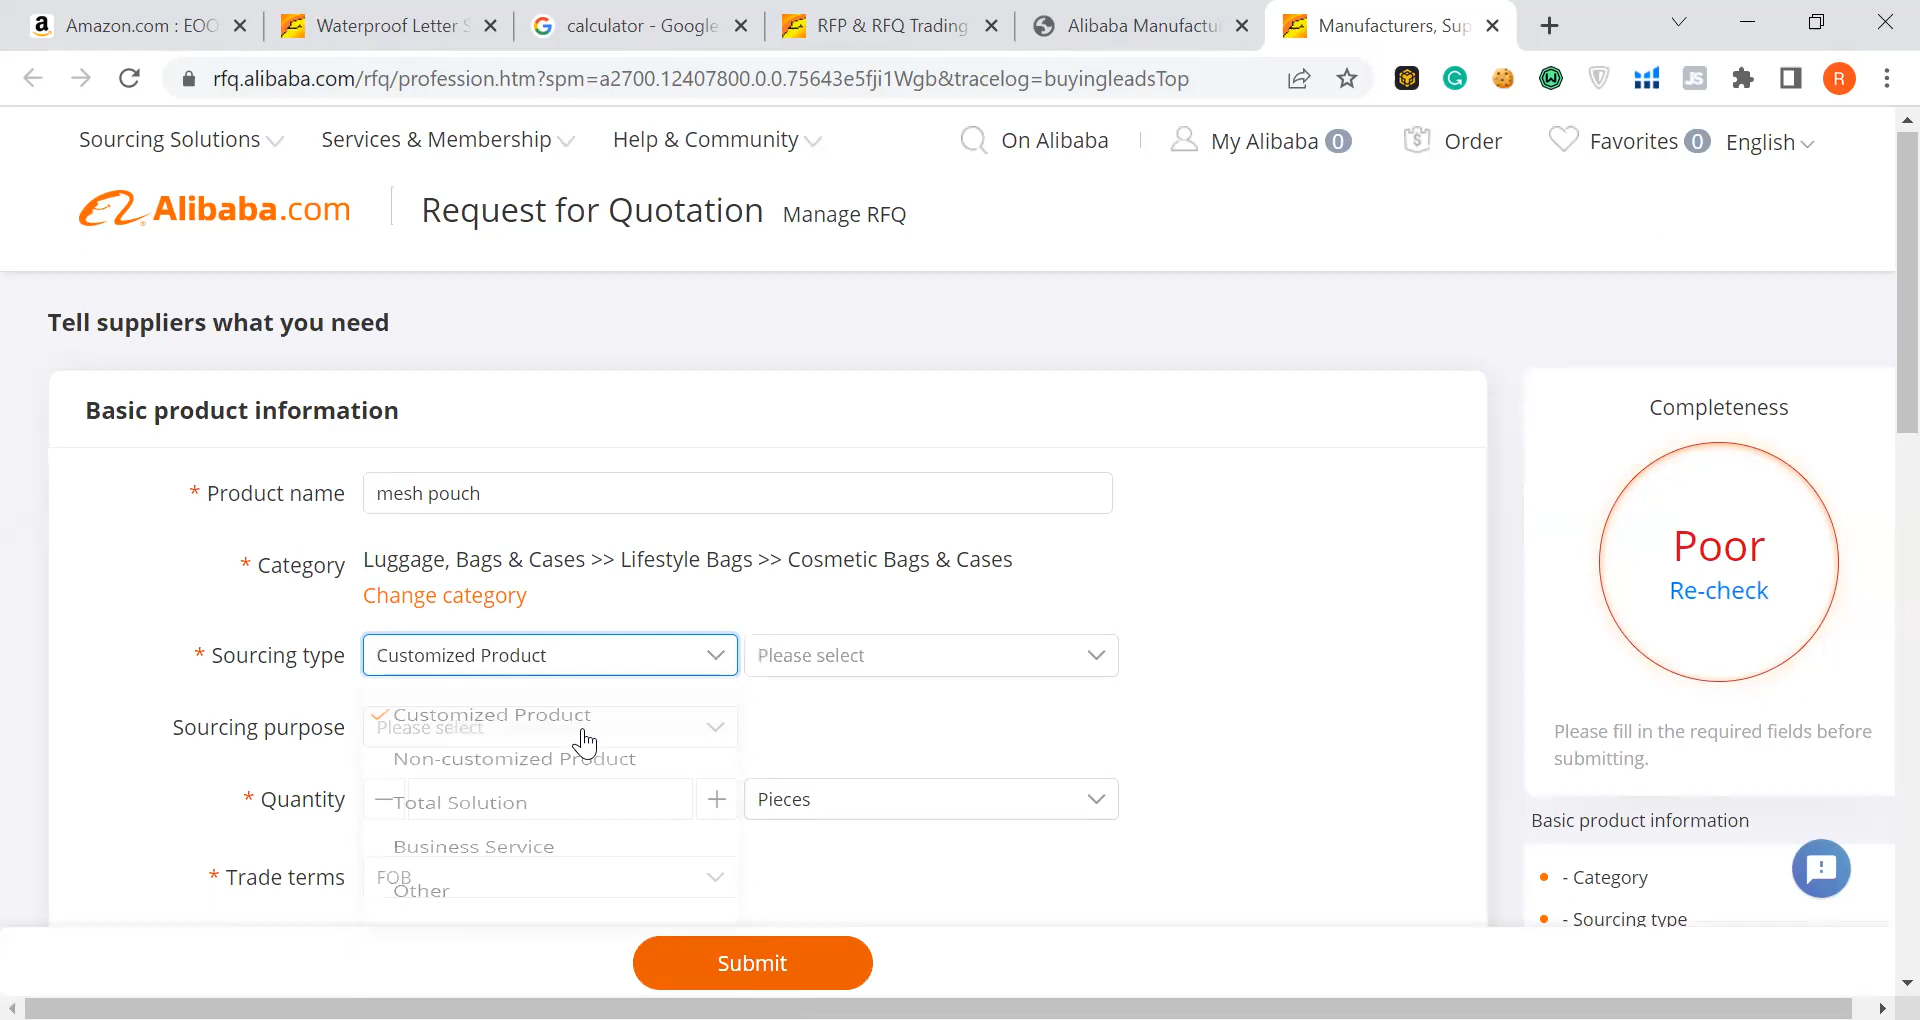 Amazon.com : EOO
Waterproof Letter S
calculator - Google
RFP & RFQ Trading
Alibaba Manufactu
Manufacturers, Sup
rfq.alibaba.com/rfq/profession.htm?spm=a2700.12407800.0.0.75643e5fji1Wgb&tracelog=buyingleadsTop
JS
R
Sourcing Solutions
Services & Membership
Help & Community
On Alibaba
My Alibaba 0
Order
Favorites 0
English
Alibaba.com
Request for Quotation
Manage RFQ
Tell suppliers what you need
Basic product information
* Product name
mesh pouch
* Category
Luggage, Bags & Cases >> Lifestyle Bags >> Cosmetic Bags & Cases
Change category
* Sourcing type
Customized Product
Please select
Customized Product
Sourcing purpose
Please select
Non-customized Product
* Quantity
Total Solution
Pieces
Business Service
* Trade terms
FOB
Other
Submit
Completeness
Poor
Re-check
Please fill in the required fields before
submitting.
Basic product information
- Category
- Sourcing type